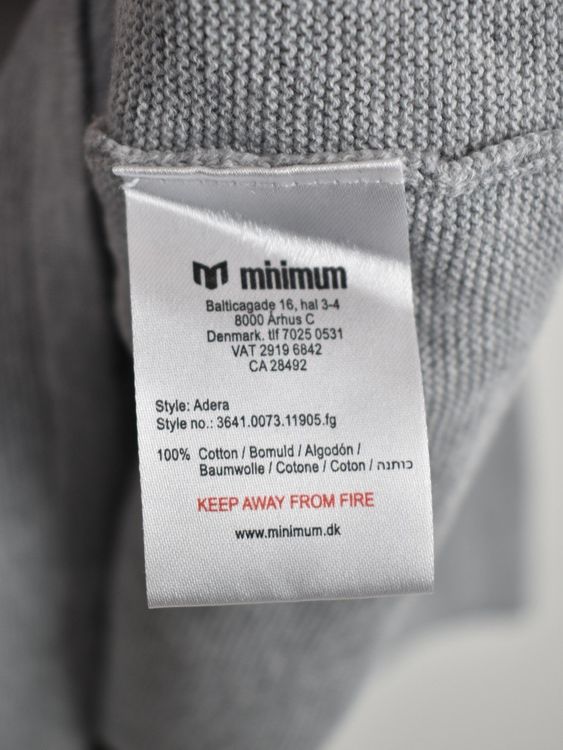 minimum
Balticagade 16, hal 3-4
8000 Århus C
Denmark. tlf 7025 0531
VAT 2919 6842
CA 28492
Style: Adera
Style no.: 3641.0073.11905.fg
100% Cotton / Bomuld / Algodón /
Baumwolle / Cotone / Coton / כותנה
KEEP AWAY FROM FIRE
www.minimum.dk